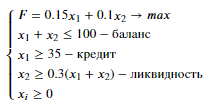 F = 0.15x₁ + 0.1x₂ → max
x₁ + x₂ ≤ 100 – баланс
x₁ ≥ 35 – кредит
x₂ ≥ 0.3(x₁ + x₂) – ликвидность
xᵢ ≥ 0